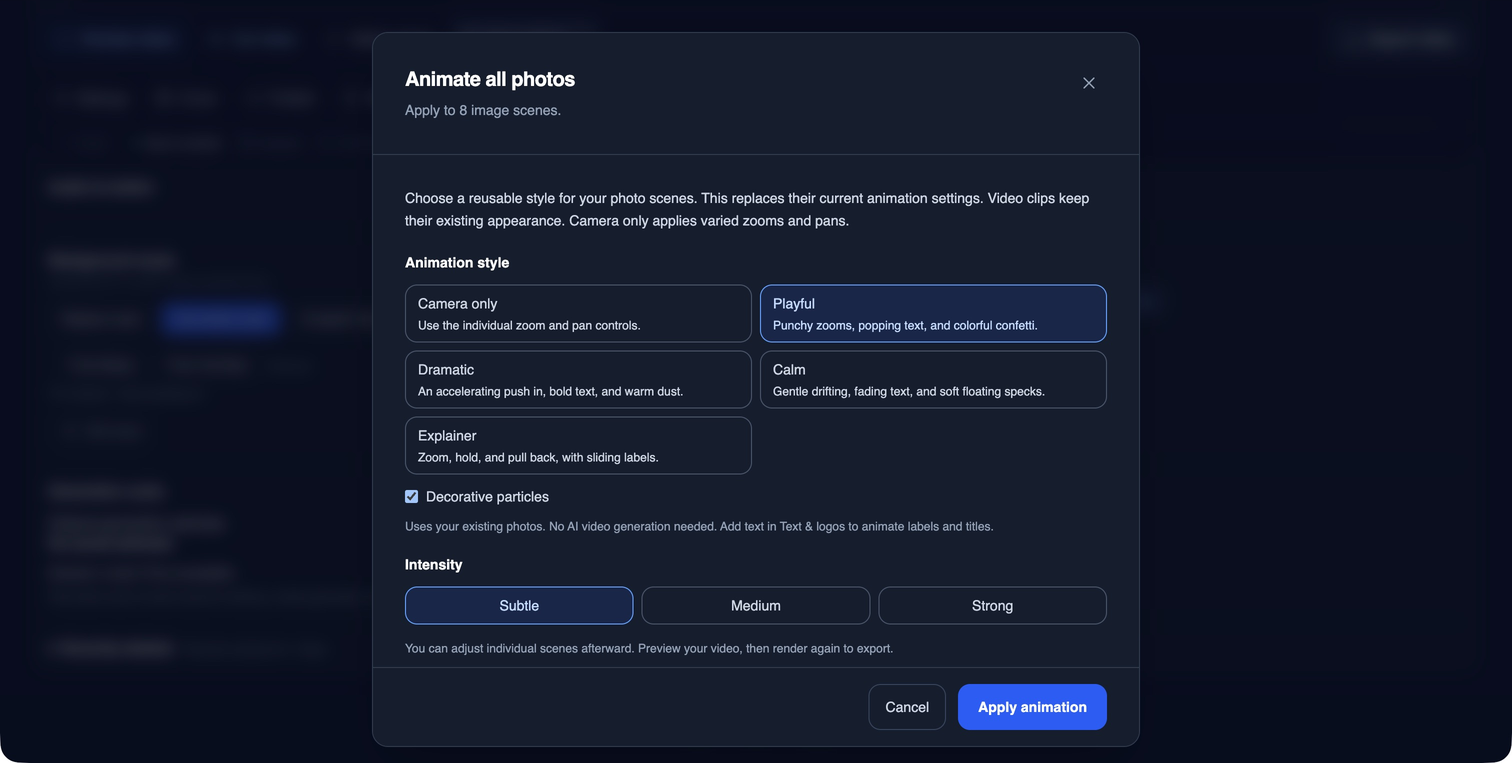 Animate all photos
Apply to 8 image scenes.
Choose a reusable style for your photo scenes. This replaces their current animation settings. Video clips keep
their existing appearance. Camera only applies varied zooms and pans.
Animation style
Camera only
Use the individual zoom and pan controls.
Playful
Punchy zooms, popping text, and colorful confetti.
Dramatic
An accelerating push in, bold text, and warm dust.
Calm
Gentle drifting, fading text, and soft floating specks.
Explainer
Zoom, hold, and pull back, with sliding labels.
Decorative particles
Uses your existing photos. No AI video generation needed. Add text in Text & logos to animate labels and titles.
Intensity
Subtle
Medium
Strong
You can adjust individual scenes afterward. Preview your video, then render again to export.
Cancel
Apply animation